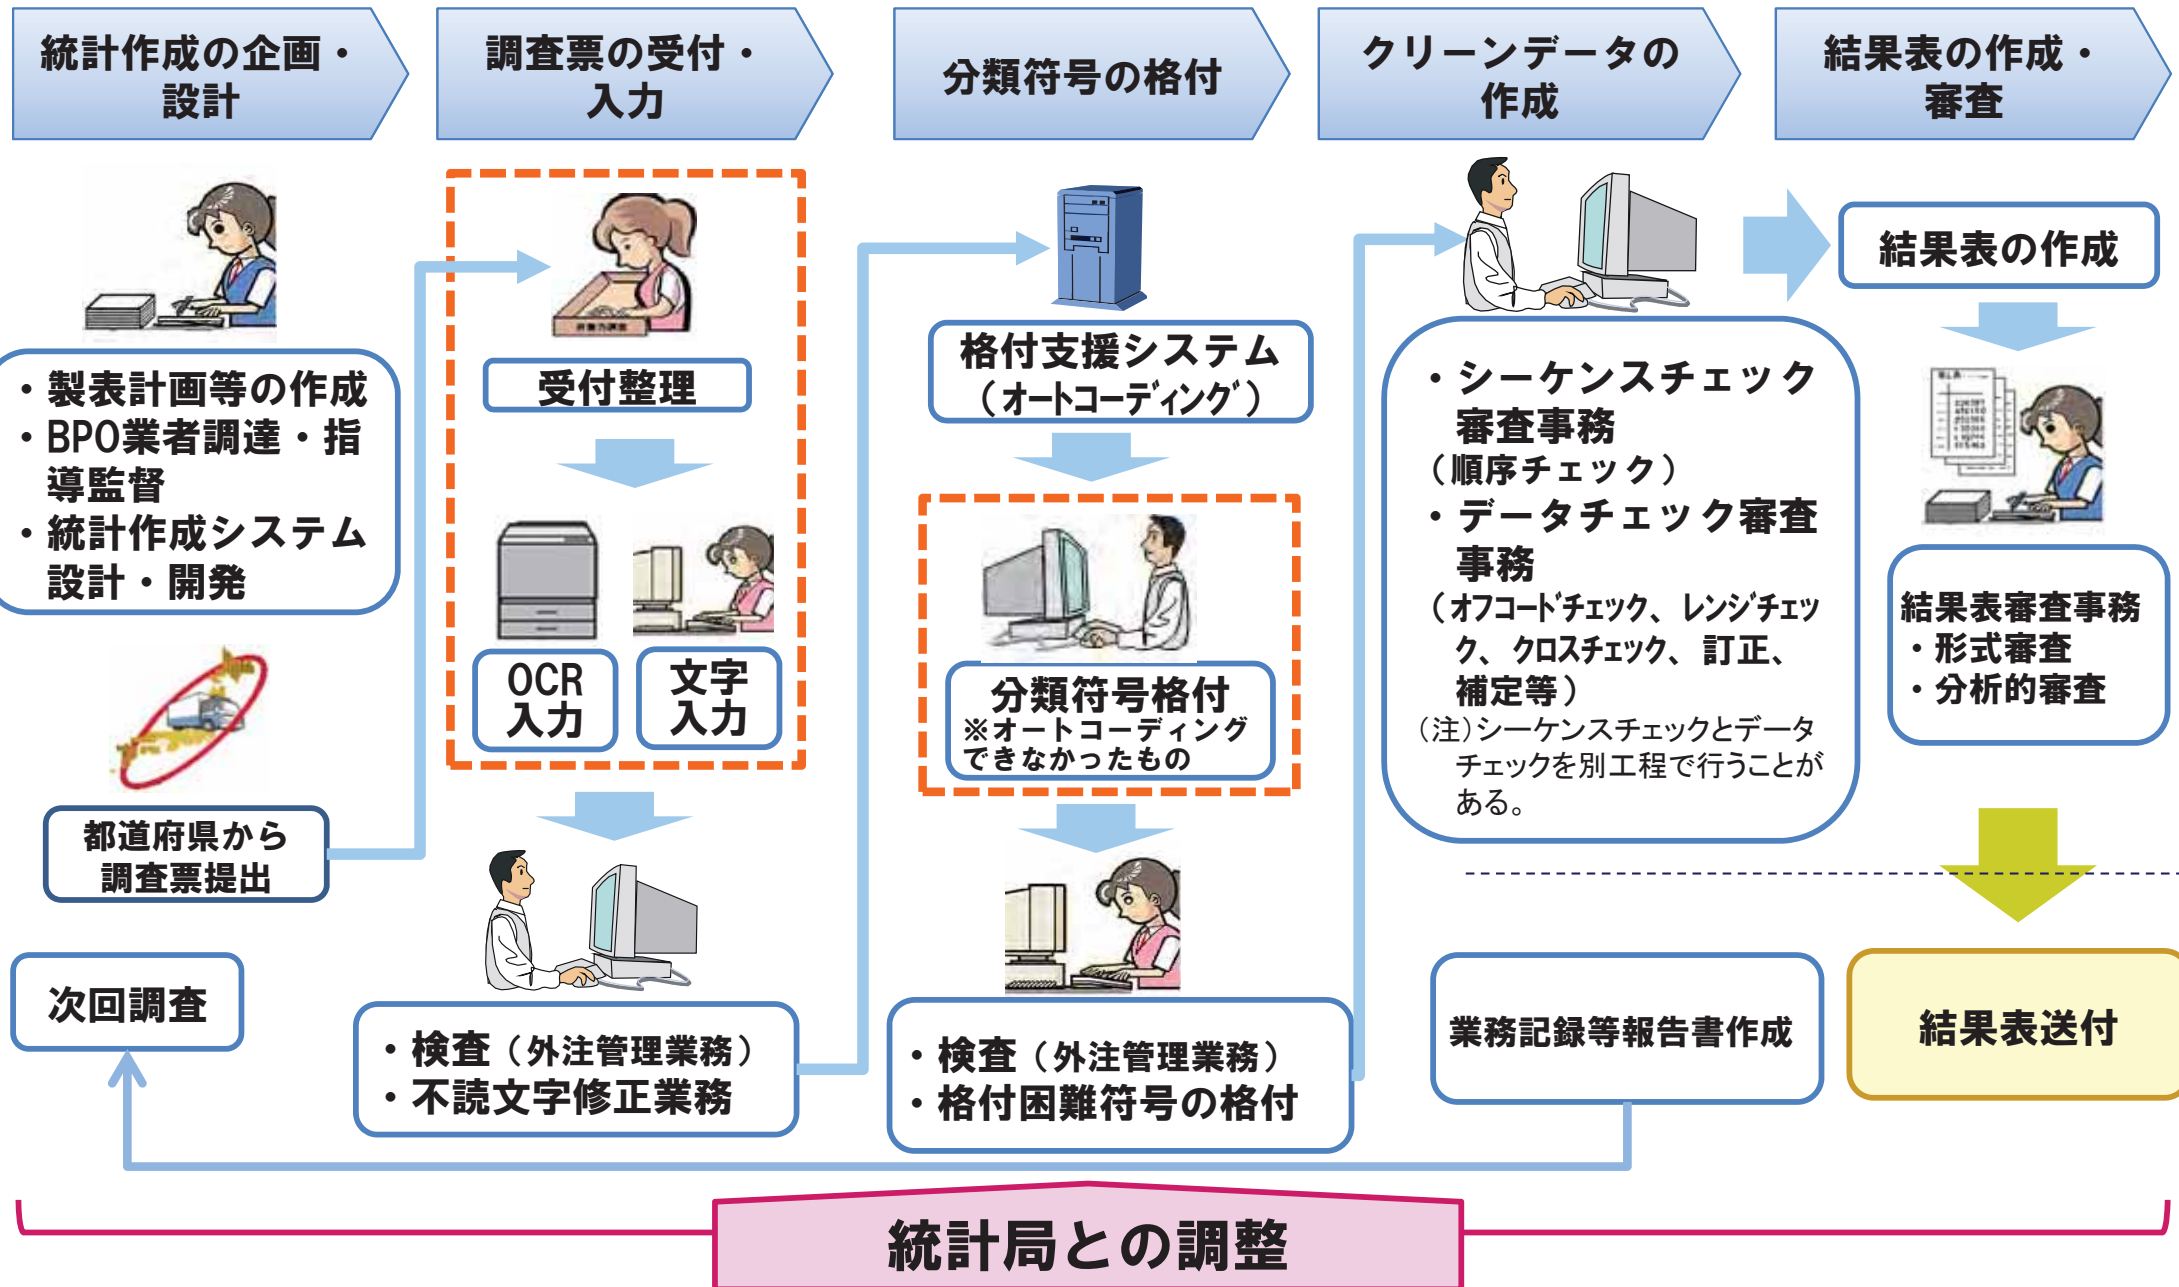 統計作成の企画・
設計
調査票の受付・
入力
分類符号の格付
クリーンデータの
作成
結果表の作成・
審査
・製表計画等の作成
・BPO業者調達・指
導監督
・統計作成システム
設計・開発
都道府県から
調査票提出
次回調査
受付整理
OCR
入力
文字
入力
・検査（外注管理業務）
・不読文字修正業務
格付支援システム
（オートコーディング）
分類符号格付
※オートコーディング
できなかったもの
・検査（外注管理業務）
・格付困難符号の格付
・シーケンスチェック
審査事務
（順序チェック）
・データチェック審査
事務
（オフコードチェック、レンジチェッ
ク、クロスチェック、訂正、
補定等）
（注）シーケンスチェックとデータ
チェックを別工程で行うことが
ある。
結果表の作成
結果表審査事務
・形式審査
・分析的審査
業務記録等報告書作成
結果表送付
統計局との調整